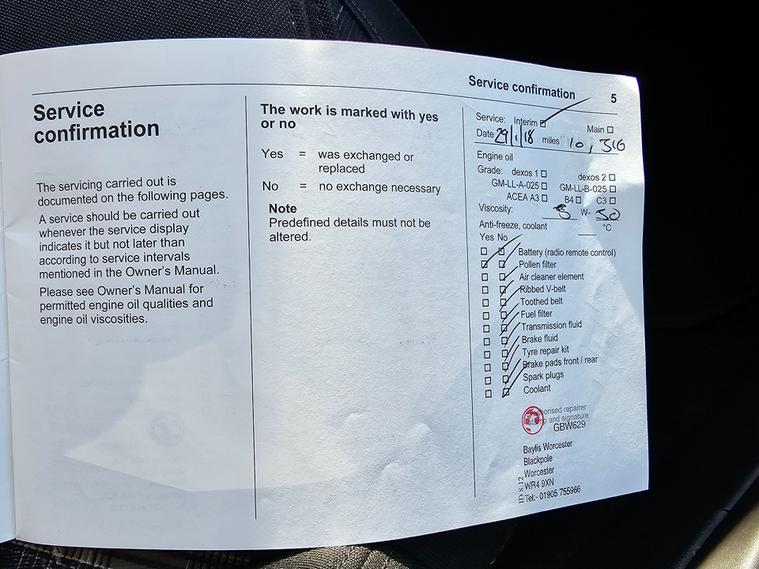 Service
confirmation
The servicing carried out is
documented on the following pages.
A service should be carried out
whenever the service display
indicates it but not later than
according to service intervals
mentioned in the Owner's Manual.
Please see Owner's Manual for
permitted engine oil qualities and
engine oil viscosities.
The work is marked with yes
or no
Yes = was exchanged or
replaced
No = no exchange necessary
Note
Predefined details must not be
altered.
Service confirmation 5
Service: Interim Main
Date 29/1/18 miles 10,
Engine oil
Grade: dexos 1 dexos 2
GM-LL-A-025 GM-LL-B-025
ACEA A3 B4 C3
Viscosity: W-30
Anti-freeze, coolant °C
Yes No
Battery (radio remote control)
Pollen filter
Air cleaner element
Ribbed V-belt
Toothed belt
Fuel filter
Transmission fluid
Brake fluid
Tyre repair kit
Brake pads front / rear
Spark plugs
Coolant
orised repairer
and signature
GBW629
Baylis Worcester
Blackpole
Worcester
WR4 9XN
Tel:- 01905 755966